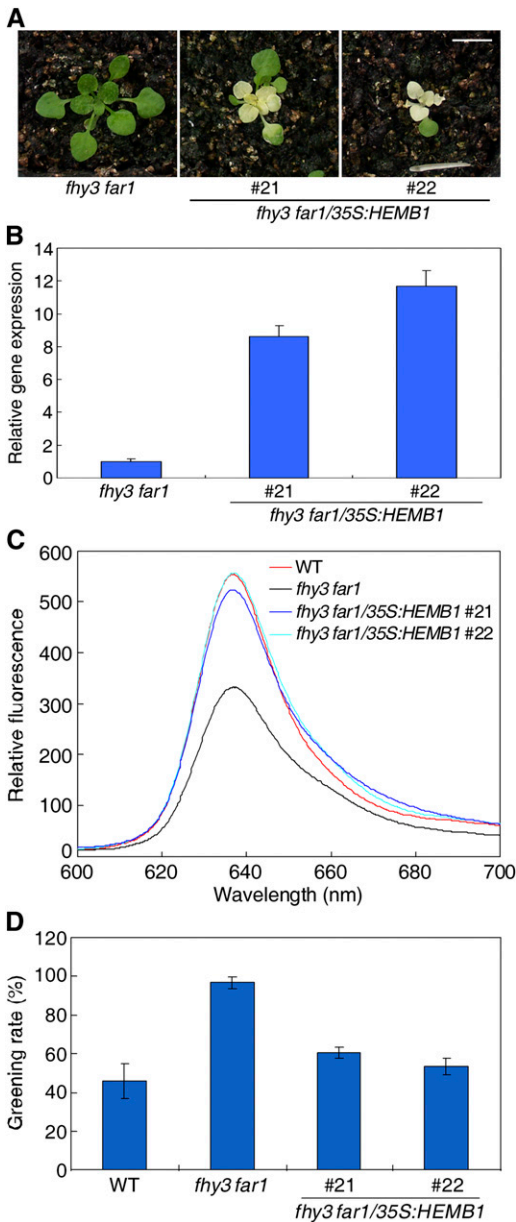 A
fhy3 far1
#21
#22
fhy3 far1/35S:HEMB1
B
Relative gene expression
14
12
10
8
6
4
2
0
fhy3 far1
#21
#22
fhy3 far1/35S:HEMB1
C
Relative fluorescence
600
500
400
300
200
100
0
WT
fhy3 far1
fhy3 far1/35S:HEMB1 #21
fhy3 far1/35S:HEMB1 #22
600 620 640 660 680 700
Wavelength (nm)
D
Greening rate (%)
120
100
80
60
40
20
0
WT
fhy3 far1
#21
#22
fhy3 far1/35S:HEMB1